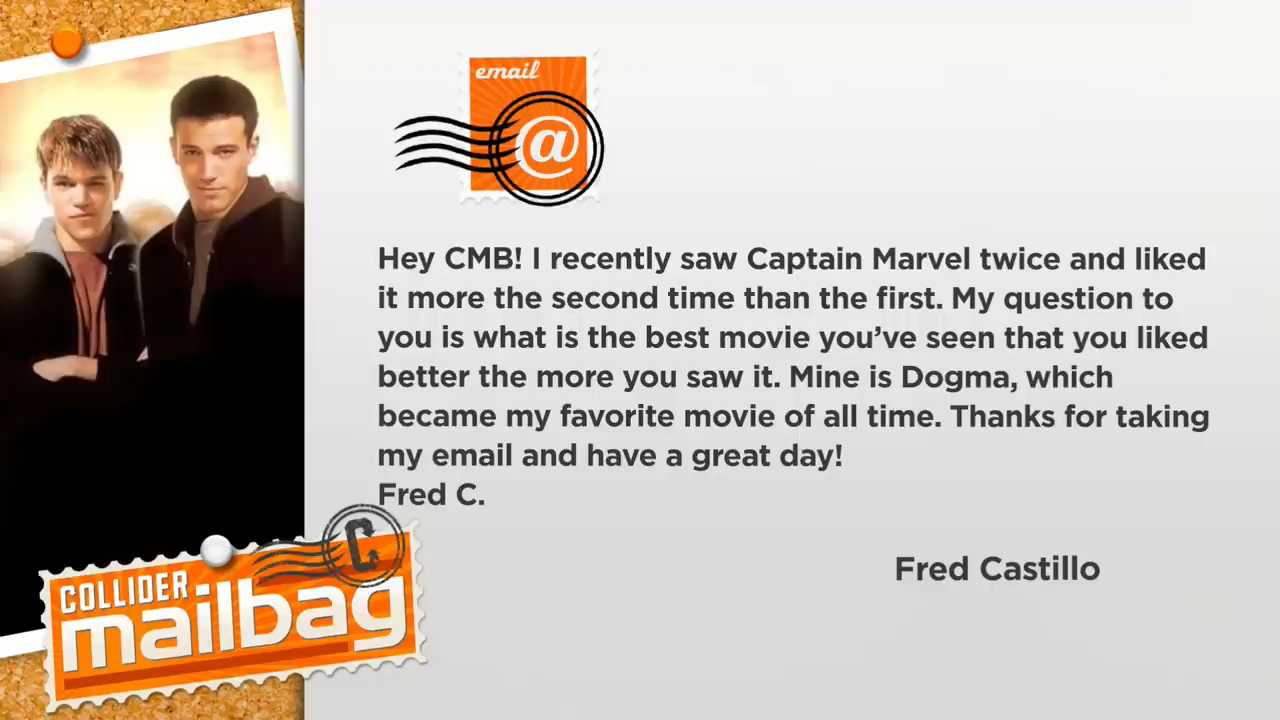 email
@
Hey CMB! I recently saw Captain Marvel twice and liked
it more the second time than the first. My question to
you is what is the best movie you’ve seen that you liked
better the more you saw it. Mine is Dogma, which
became my favorite movie of all time. Thanks for taking
my email and have a great day!
Fred C.
Fred Castillo
C
COLLIDER
mailbag